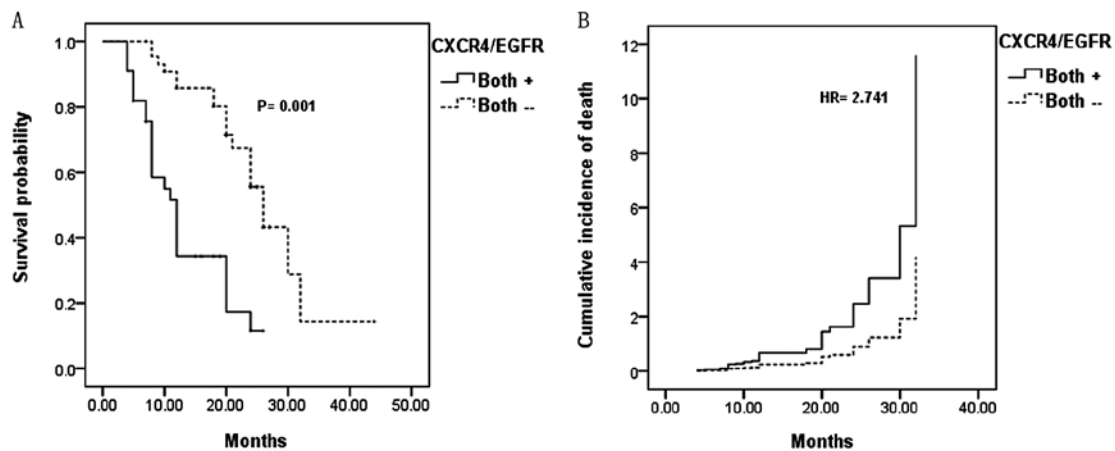 A
CXCR4/EGFR
Both +
Both --
P= 0.001
Survival probability
1.0
0.8
0.6
0.4
0.2
0.0
0.00 10.00 20.00 30.00 40.00 50.00
Months
B
CXCR4/EGFR
Both +
Both --
HR= 2.741
Cumulative incidence of death
12
10
8
6
4
2
0
0.00 10.00 20.00 30.00 40.00
Months